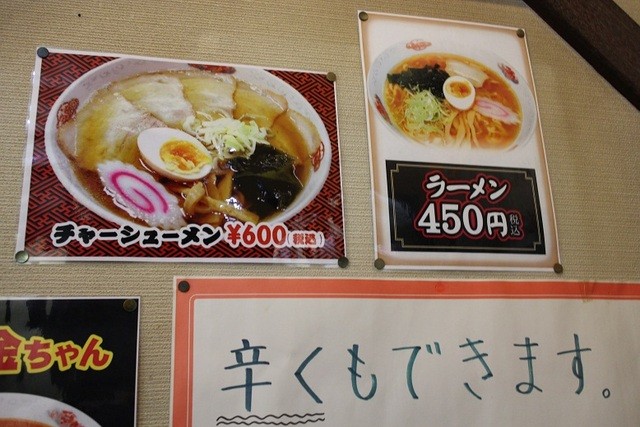 チャーシューメン ¥600(税込)
ラーメン
450円税込
金ちゃん
辛くもできます。